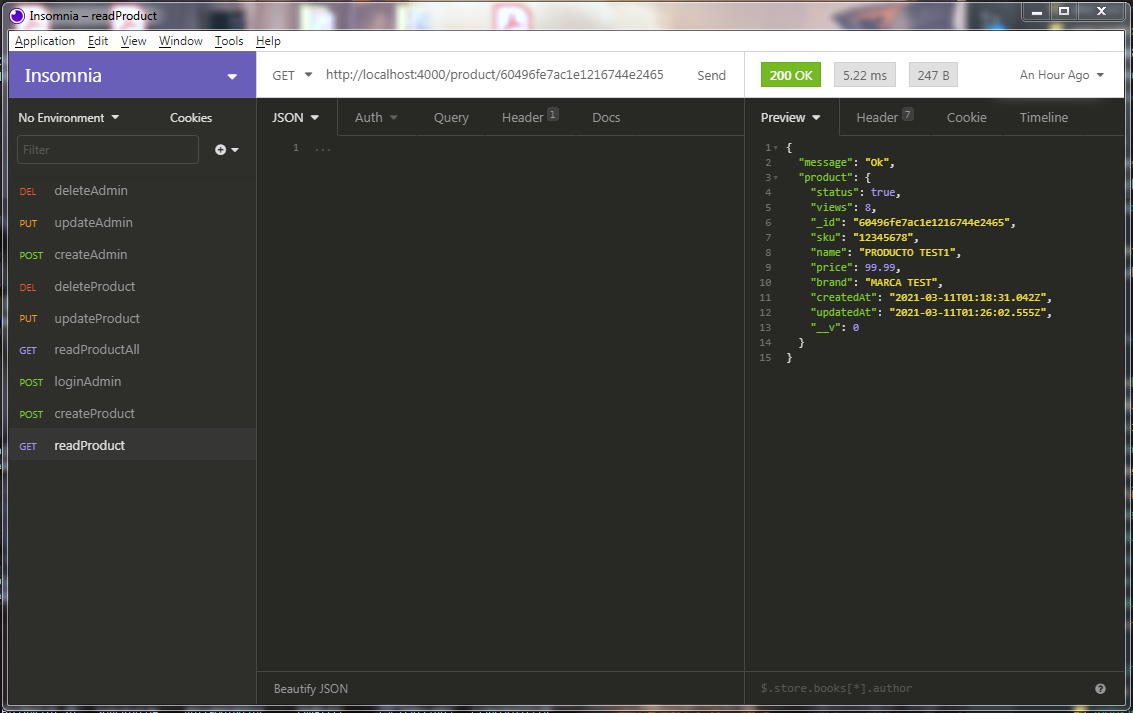 Insomnia – readProduct
Application Edit View Window Tools Help
Insomnia
GET http://localhost:4000/product/60496fe7ac1e1216744e2465 Send
200 OK 5.22 ms 247 B An Hour Ago
No Environment Cookies
Filter
DEL deleteAdmin
PUT updateAdmin
POST createAdmin
DEL deleteProduct
PUT updateProduct
GET readProductAll
POST loginAdmin
POST createProduct
GET readProduct
JSON Auth Query Header 1 Docs
1 ...
Beautify JSON
Preview Header 7 Cookie Timeline
1 {
2 "message": "Ok",
3 "product": {
4 "status": true,
5 "views": 8,
6 "_id": "60496fe7ac1e1216744e2465",
7 "sku": "12345678",
8 "name": "PRODUCTO TEST1",
9 "price": 99.99,
10 "brand": "MARCA TEST",
11 "createdAt": "2021-03-11T01:18:31.042Z",
12 "updatedAt": "2021-03-11T01:26:02.555Z",
13 "__v": 0
14 }
15 }
$.store.books[*].author